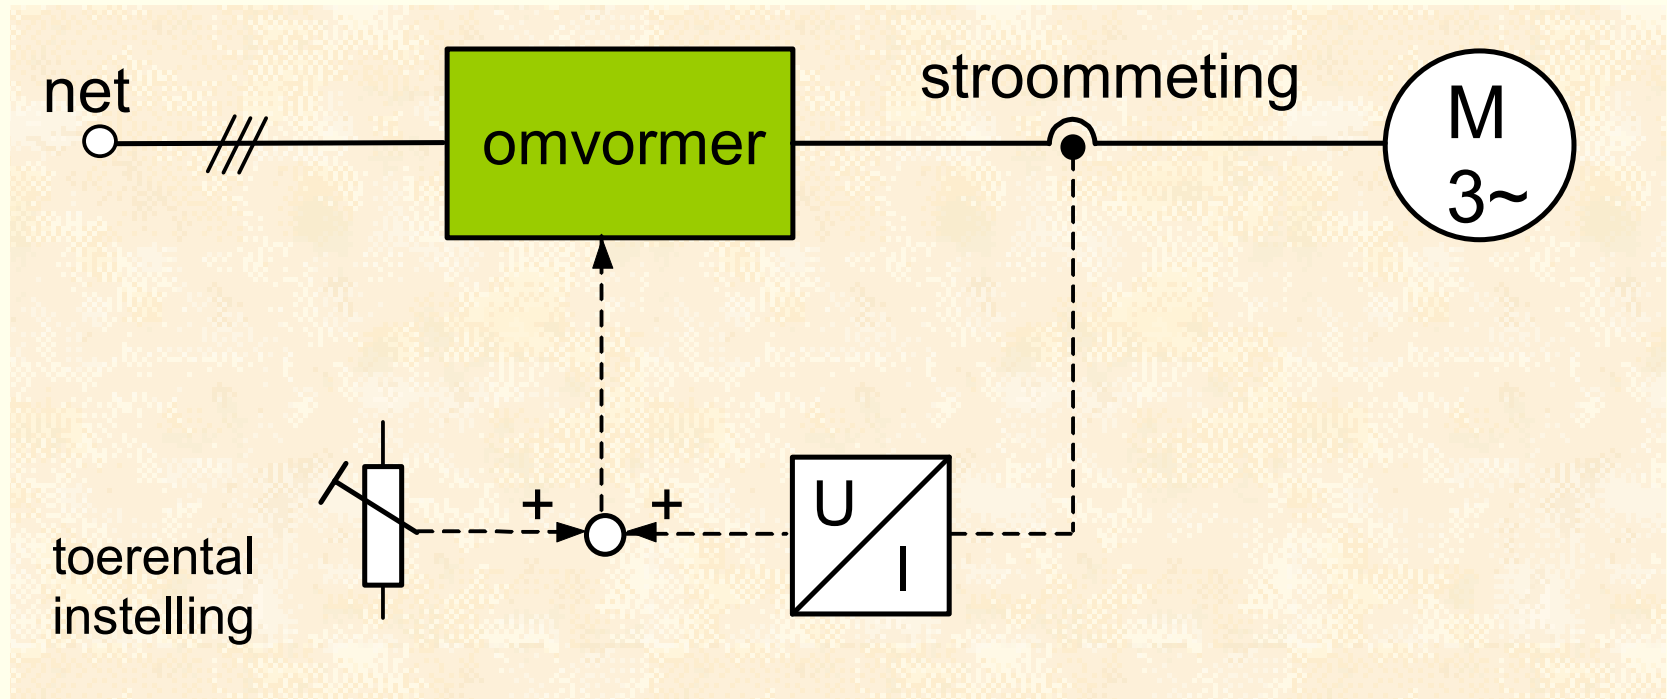 net
omvormer
stroommeting
M
3~
+ +
U
I
toerental
instelling